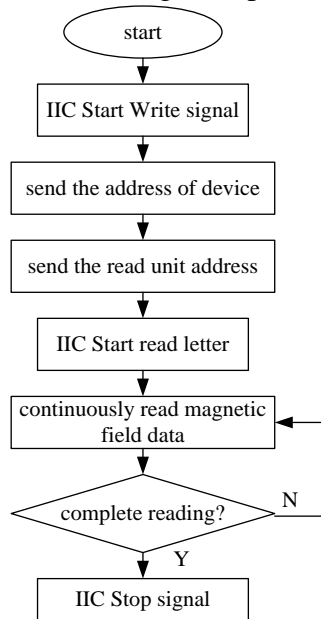 start
IIC Start Write signal
send the address of device
send the read unit address
IIC Start read letter
continuously read magnetic
field data
complete reading?
N
Y
IIC Stop signal